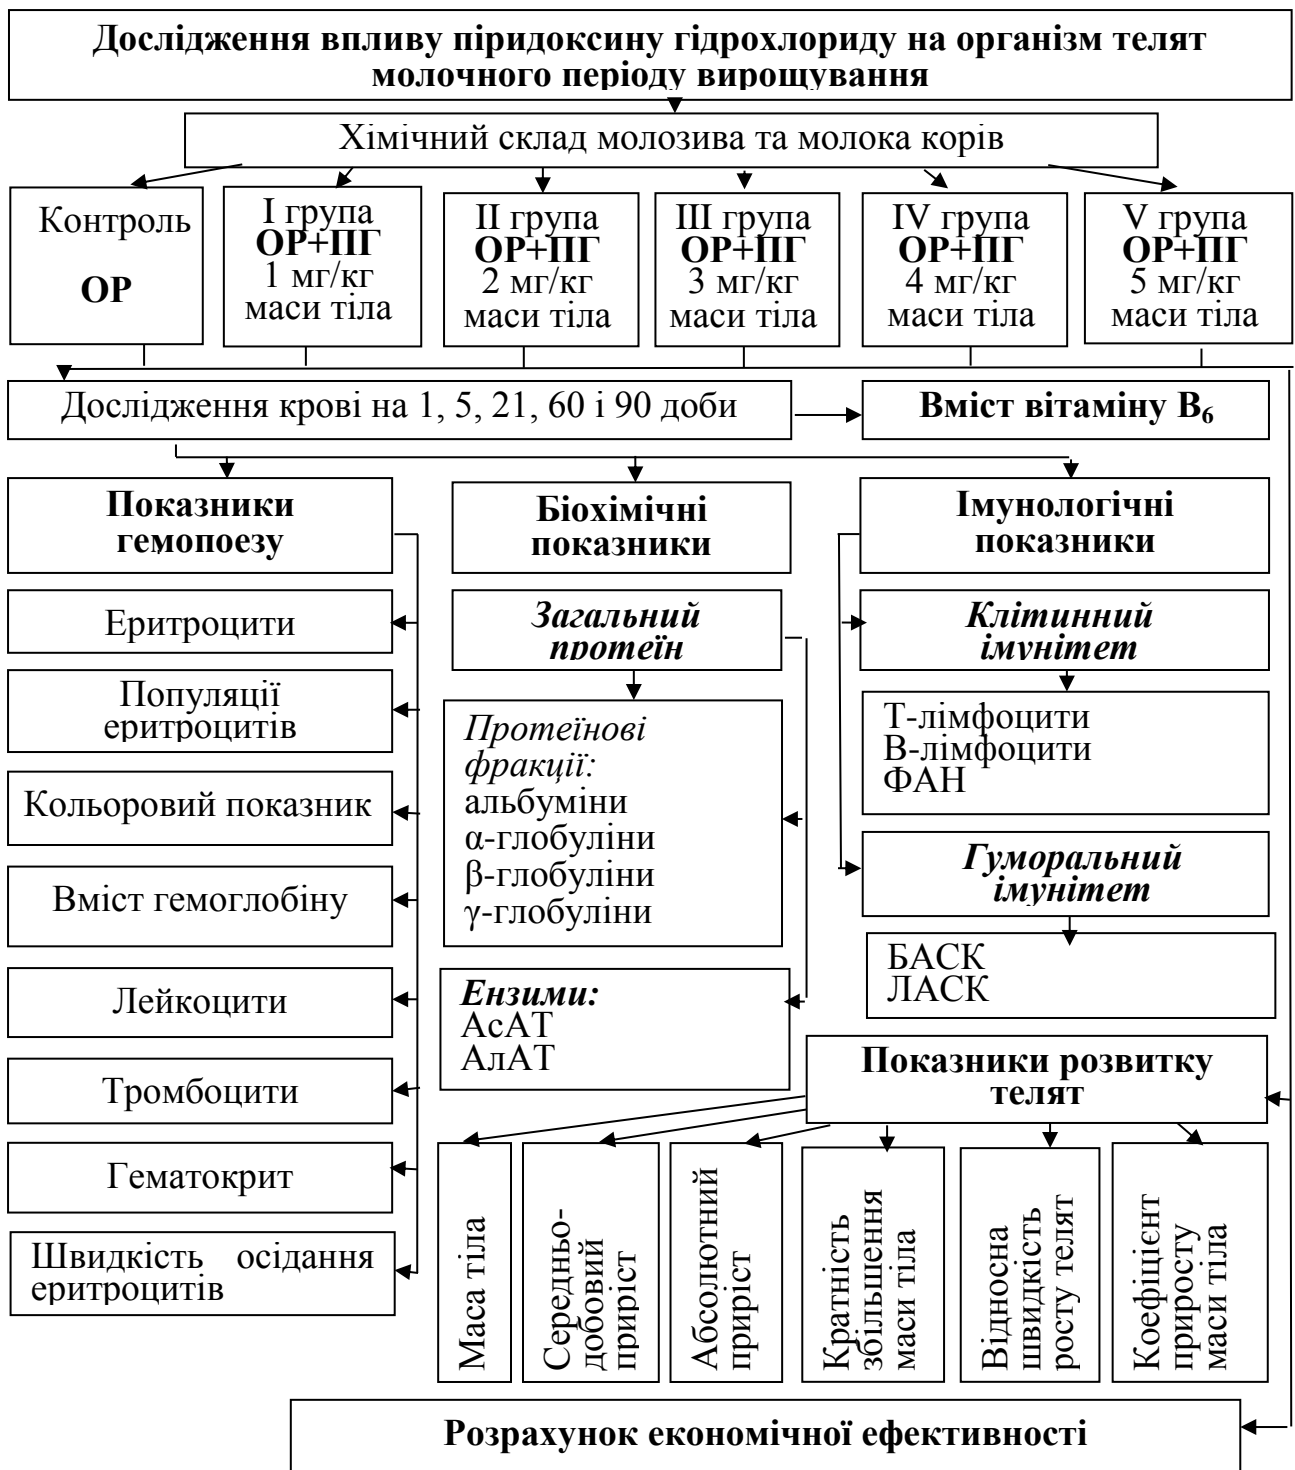 Дослідження впливу піридоксину гідрохлориду на організм телят
молочного періоду вирощування
Хімічний склад молозива та молока корів
Контроль
ОР
І група
ОР+ПГ
1 мг/кг
маси тіла
ІІ група
ОР+ПГ
2 мг/кг
маси тіла
ІІІ група
ОР+ПГ
3 мг/кг
маси тіла
IV група
ОР+ПГ
4 мг/кг
маси тіла
V група
ОР+ПГ
5 мг/кг
маси тіла
Дослідження крові на 1, 5, 21, 60 і 90 доби
Вміст вітаміну В₆
Показники
гемопоезу
Еритроцити
Популяції
еритроцитів
Кольоровий показник
Вміст гемоглобіну
Лейкоцити
Тромбоцити
Гематокрит
Швидкість осідання
еритроцитів
Біохімічні
показники
Загальний
протеїн
Протеїнові
фракції:
альбуміни
α-глобуліни
β-глобуліни
γ-глобуліни
Ензими:
АсАТ
АлАТ
Імунологічні
показники
Клітинний
імунітет
Т-лімфоцити
В-лімфоцити
ФАН
Гуморальний
імунітет
БАСК
ЛАСК
Показники розвитку
телят
Маса тіла
Середньо-
добовий
приріст
Абсолютний
приріст
Кратність
збільшення
маси тіла
Відносна
швидкість
росту телят
Коефіцієнт
приросту
маси тіла
Розрахунок економічної ефективності